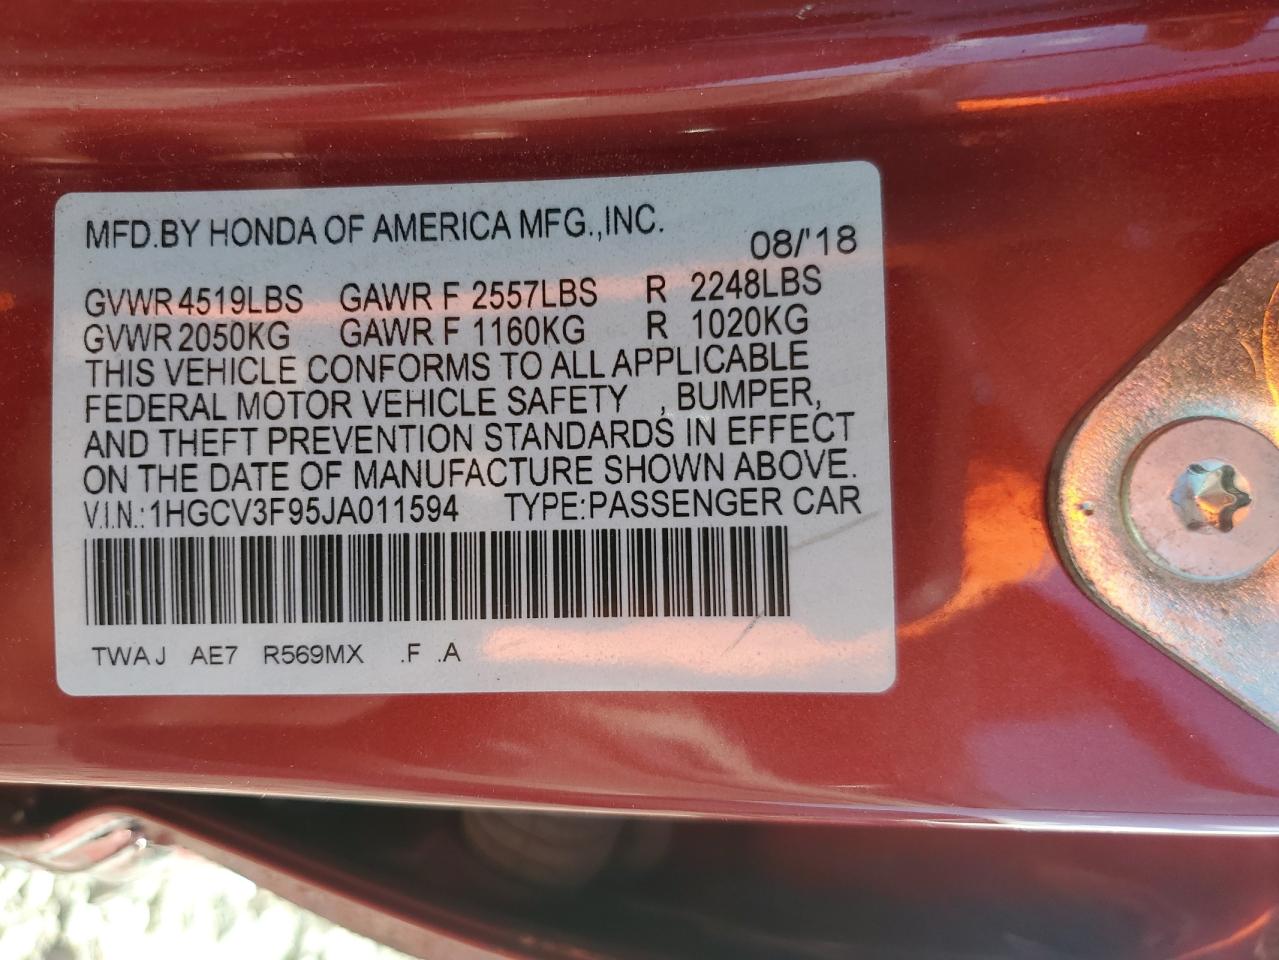 MFD.BY HONDA OF AMERICA MFG.,INC.
08/'18
GVWR 4519LBS GAWR F 2557LBS R 2248LBS
GVWR 2050KG GAWR F 1160KG R 1020KG
THIS VEHICLE CONFORMS TO ALL APPLICABLE
FEDERAL MOTOR VEHICLE SAFETY , BUMPER,
AND THEFT PREVENTION STANDARDS IN EFFECT
ON THE DATE OF MANUFACTURE SHOWN ABOVE.
V.I.N.:1HGCV3F95JA011594 TYPE:PASSENGER CAR
TWAJ AE7 R569MX .F .A